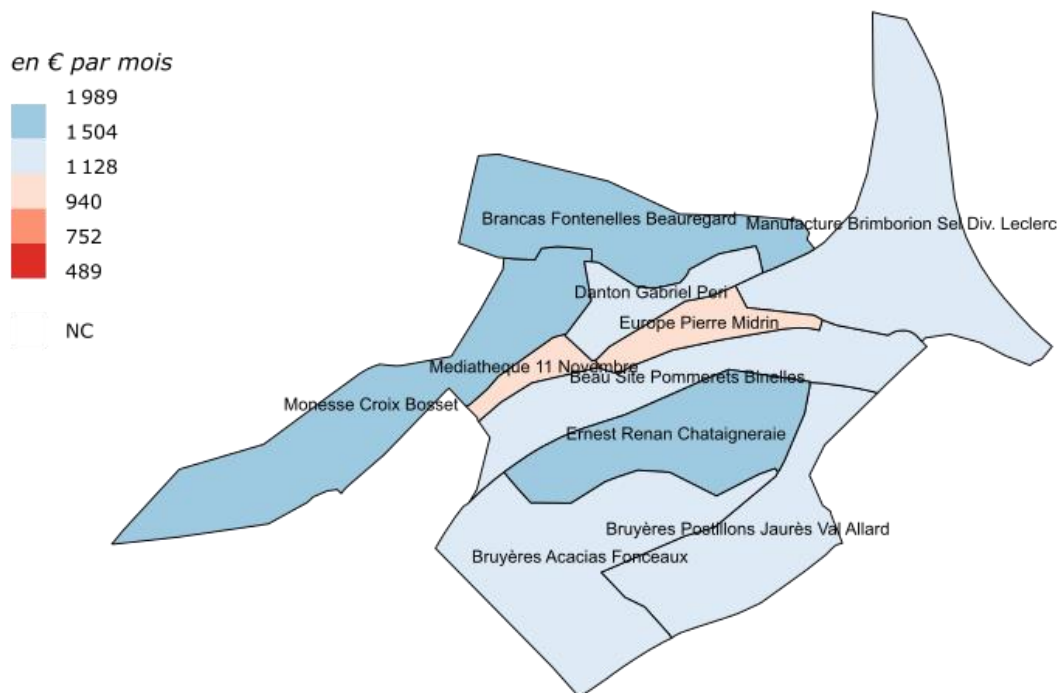 en € par mois
1 989
1 504
1 128
940
752
489
NC
Brancas Fontenelles Beauregard
Manufacture Brimborion Sel Div. Leclerc
Danton Gabriel Peri
Europe Pierre Midrin
Mediatheque 11 Novembre
Beau Site Pommerets Binelles
Monesse Croix Bosset
Ernest Renan Chataigneraie
Bruyères Postillons Jaurès Val Allard
Bruyères Acacias Fonceaux